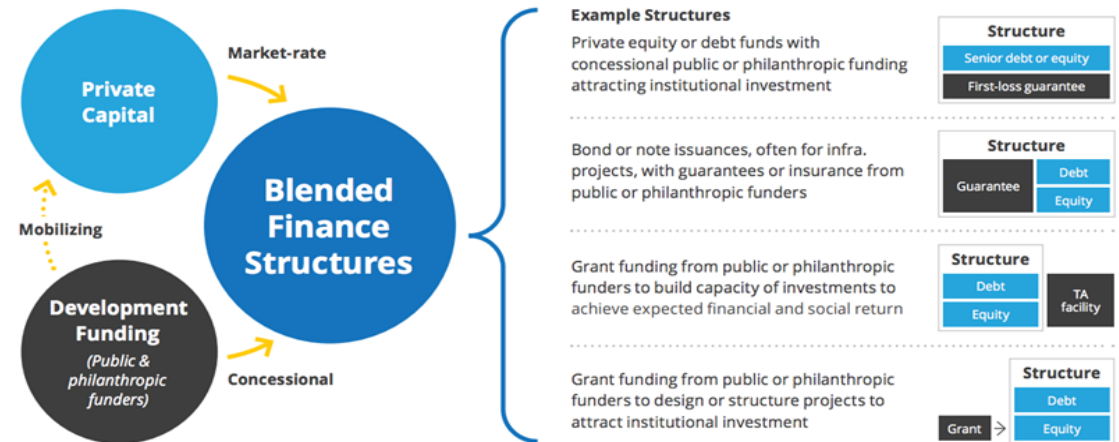 Private
Capital
Market-rate
Mobilizing
Blended
Finance
Structures
Development
Funding
(Public &
philanthropic
funders)
Concessional
Example Structures
Private equity or debt funds with
concessional public or philanthropic funding
attracting institutional investment
Structure
Senior debt or equity
First-loss guarantee
Bond or note issuances, often for infra.
projects, with guarantees or insurance from
public or philanthropic funders
Structure
Guarantee
Debt
Equity
Grant funding from public or philanthropic
funders to build capacity of investments to
achieve expected financial and social return
Structure
Debt
Equity
TA
facility
Grant funding from public or philanthropic
funders to design or structure projects to
attract institutional investment
Structure
Debt
Grant
Equity